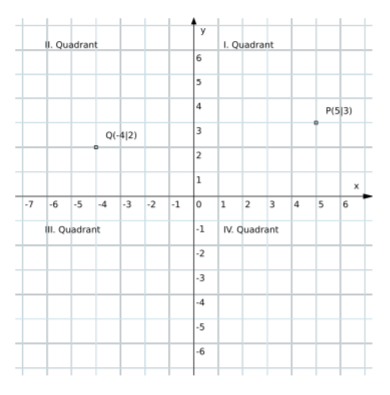 y
II. Quadrant
I. Quadrant
6
5
4
P(5|3)
3
Q(-4|2)
2
1
x
-7 -6 -5 -4 -3 -2 -1 0 1 2 3 4 5 6
III. Quadrant
-1
IV. Quadrant
-2
-3
-4
-5
-6